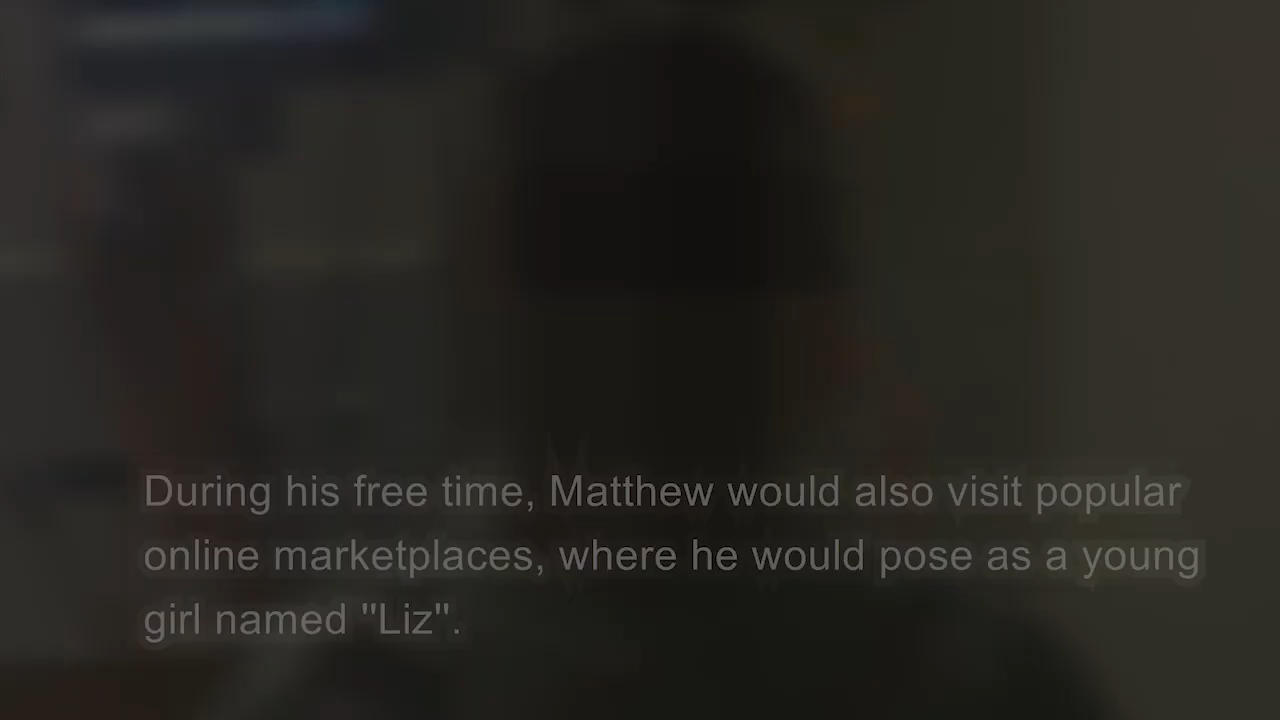 During his free time, Matthew would also visit popular
online marketplaces, where he would pose as a young
girl named "Liz".